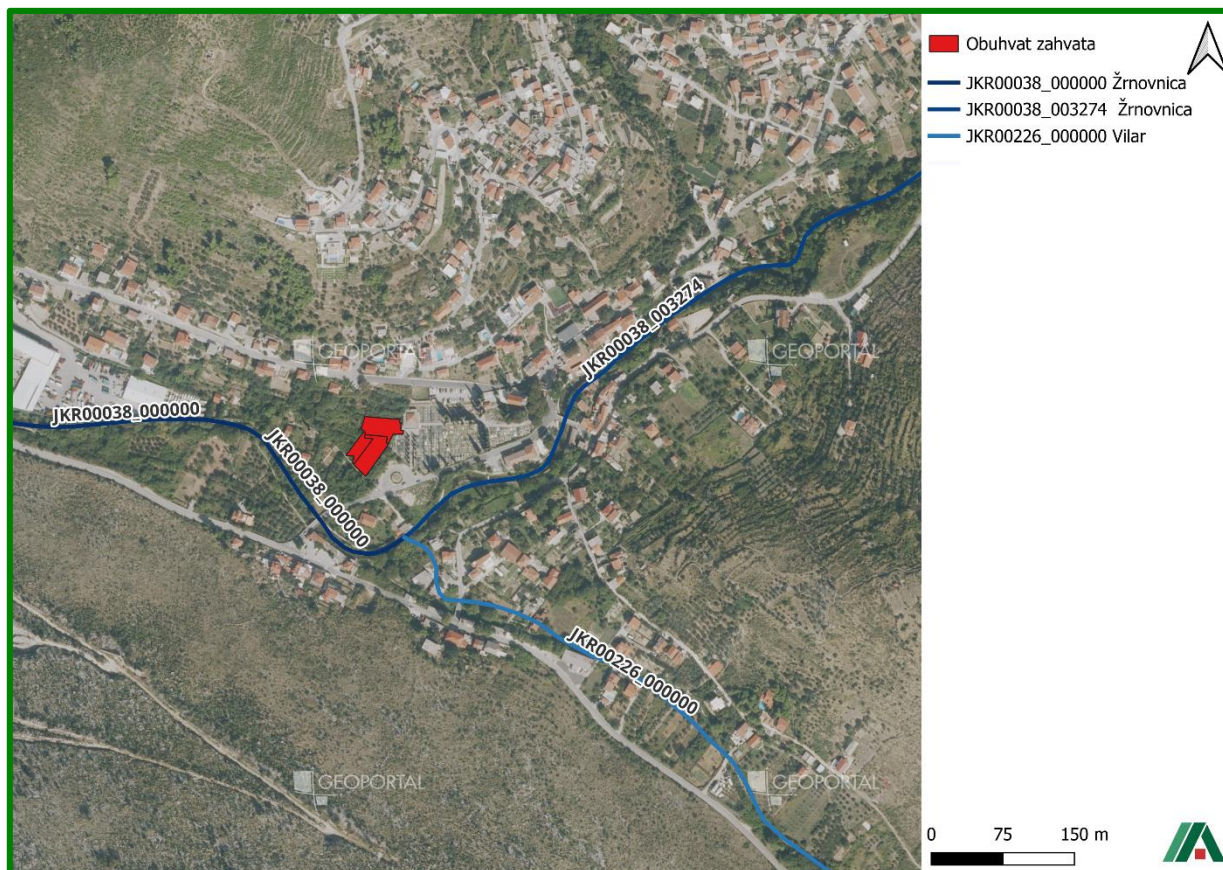 Obuhvat zahvata
JKR00038_000000 Žrnovnica
JKR00038_003274 Žrnovnica
JKR00226_000000 Vilar
JKR00038_003274
GEOPORTAL
GEOPORTAL
JKR00038_000000
JKR00038_000000
JKR00226_000000
GEOPORTAL
GEOPORTAL
0 75 150 m